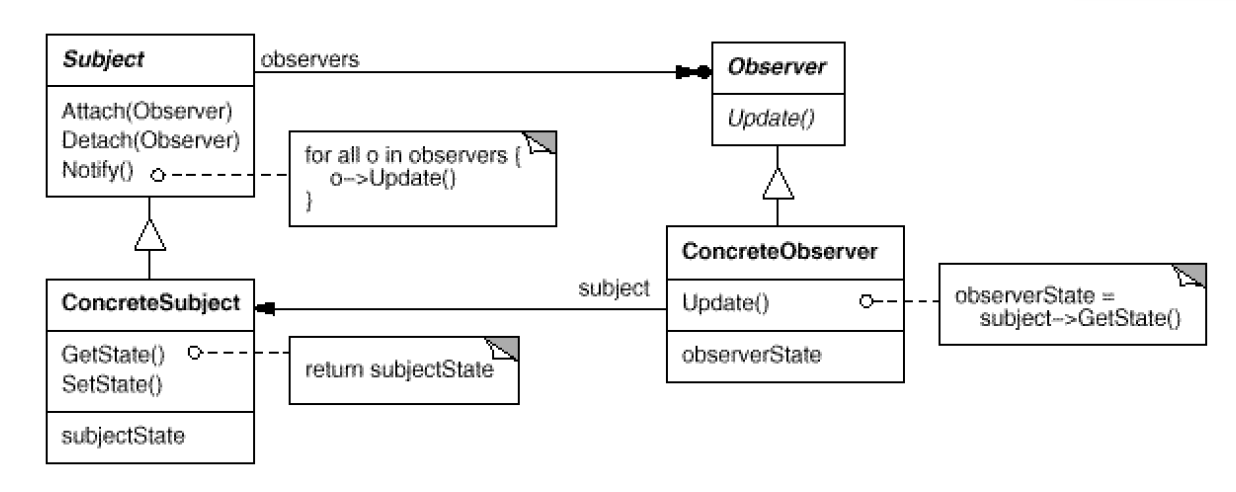 Subject
observers
Observer
Attach(Observer)
Detach(Observer)
Notify()
Update()
for all o in observers {
o->Update()
}
ConcreteObserver
ConcreteSubject
subject
Update()
observerState =
subject->GetState()
GetState()
SetState()
return subjectState
observerState
subjectState